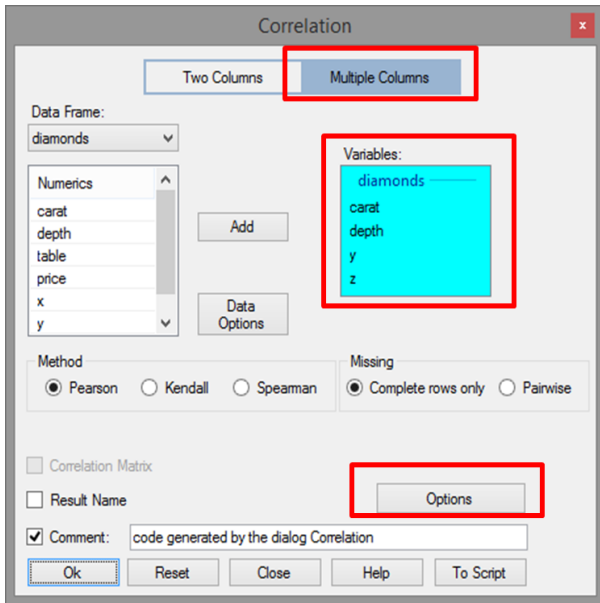 Correlation
x
Two Columns
Multiple Columns
Data Frame:
diamonds
Numerics
carat
depth
table
price
x
y
Add
Data
Options
Variables:
diamonds
carat
depth
y
z
Method
Pearson
Kendall
Spearman
Missing
Complete rows only
Pairwise
Correlation Matrix
Result Name
Options
Comment:
code generated by the dialog Correlation
Ok
Reset
Close
Help
To Script